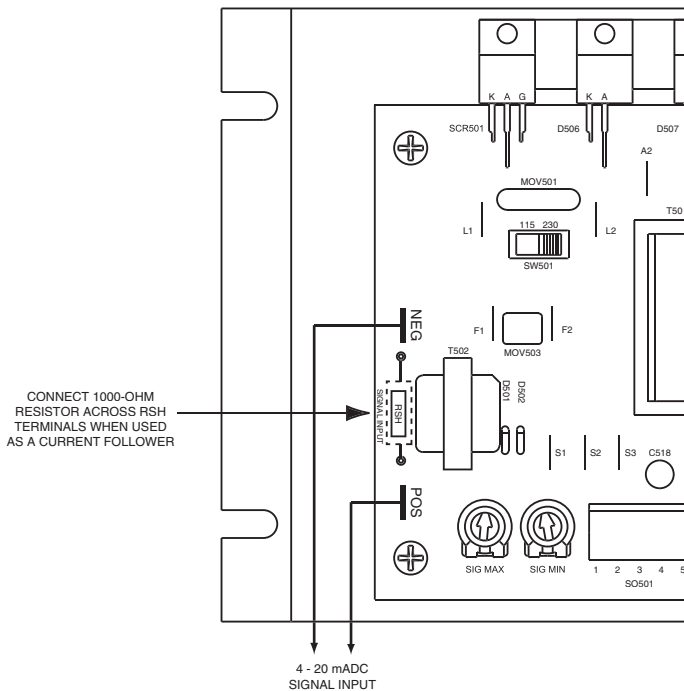 K A G
K A
SCR501
D506
D507
A2
MOV501
L1
115 230
L2
SW501
T50
NEG
F1
F2
MOV503
T502
D501
D502
CONNECT 1000-OHM
RESISTOR ACROSS RSH
TERMINALS WHEN USED
AS A CURRENT FOLLOWER
SIGNAL INPUT
RSH
S1
S2
S3
C518
POS
SIG MAX
SIG MIN
1 2 3 4 5
SO501
4 - 20 mADC
SIGNAL INPUT